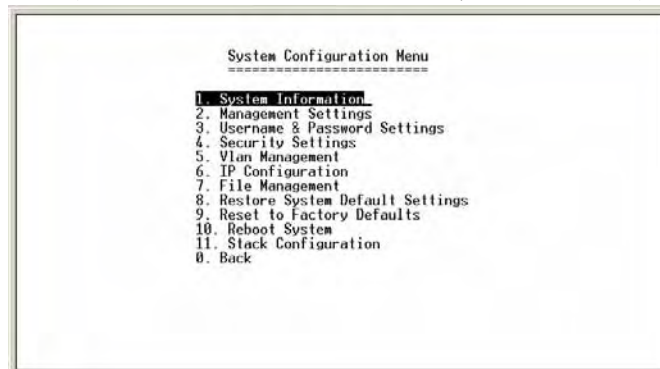 System Configuration Menu
=========================
1. System Information
2. Management Settings
3. Username & Password Settings
4. Security Settings
5. Vlan Management
6. IP Configuration
7. File Management
8. Restore System Default Settings
9. Reset to Factory Defaults
10. Reboot System
11. Stack Configuration
0. Back